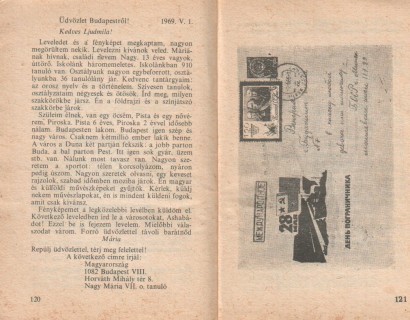 Üdvözlet Budapestről! 1969. V. 1.
Kedves Ljudmila!
Leveledet és a fényképet megkaptam, nagyon
megörültem nekik. Levelezni kívánok veled. Máriá-
nak hívnak, családi nevem Nagy. 13 éves vagyok,
úttörő. Iskolánk háromemeletes. Iskolánkban 910
tanuló van. Osztályunk nagyon egybeforrott, osztá-
lyunkba 36 tanulólány jár. Kedvenc tantárgyaim:
az orosz nyelv és a történelem. Szívesen tanulok,
osztályzataim négyesek és ötösök. Írd meg, milyen
szakkörökbe jársz. Én a földrajzi és a színjátszó
szakkörbe járok.
Szüleim élnek, van egy öcsém, Pista és egy nővé-
rem, Piroska. Pista 6 éves, Piroska 2 évvel idősebb
nálam. Budapesten lakom. Budapest igen szép és
nagy város. Csaknem kétmillió ember lakik benne.
A város a Duna két partján fekszik: a jobb parton
Buda, a bal parton Pest. Itt igen sok gyár, üzem
stb. van. Nálunk most tavasz van. Nagyon sze-
retem a sportot: télen korcsolyázom, nyáron
pedig úszom. Nagyon szeretek olvasni, egy keveset
rajzolok, szabad időmben moziba járok. Én magyar
és külföldi művészképeket gyűjtök. Kérlek, küldj
nekem művészképeket, én is mindent küldeni fogok,
amit csak kívánsz.
Fényképemet a legközelebbi levélben küldöm el.
Következő leveledben írd le a városotokat, Ashaba-
dot! Ezzel be is fejezem levelem. Mielőbbi vála-
szodat várom. Forró üdvözlettel távoli barátnőd
Mária
Repülj üdvözlettel, térj meg felelettel!
A következő címre írjál:
Magyarország
1082 Budapest VIII.
Horváth Mihály tér 8.
Nagy Mária VII. o. tanuló
120
МЕЖДУНАРОДНОЕ
28
МАЯ
ДЕНЬ ПОГРАНИЧНИКА
121